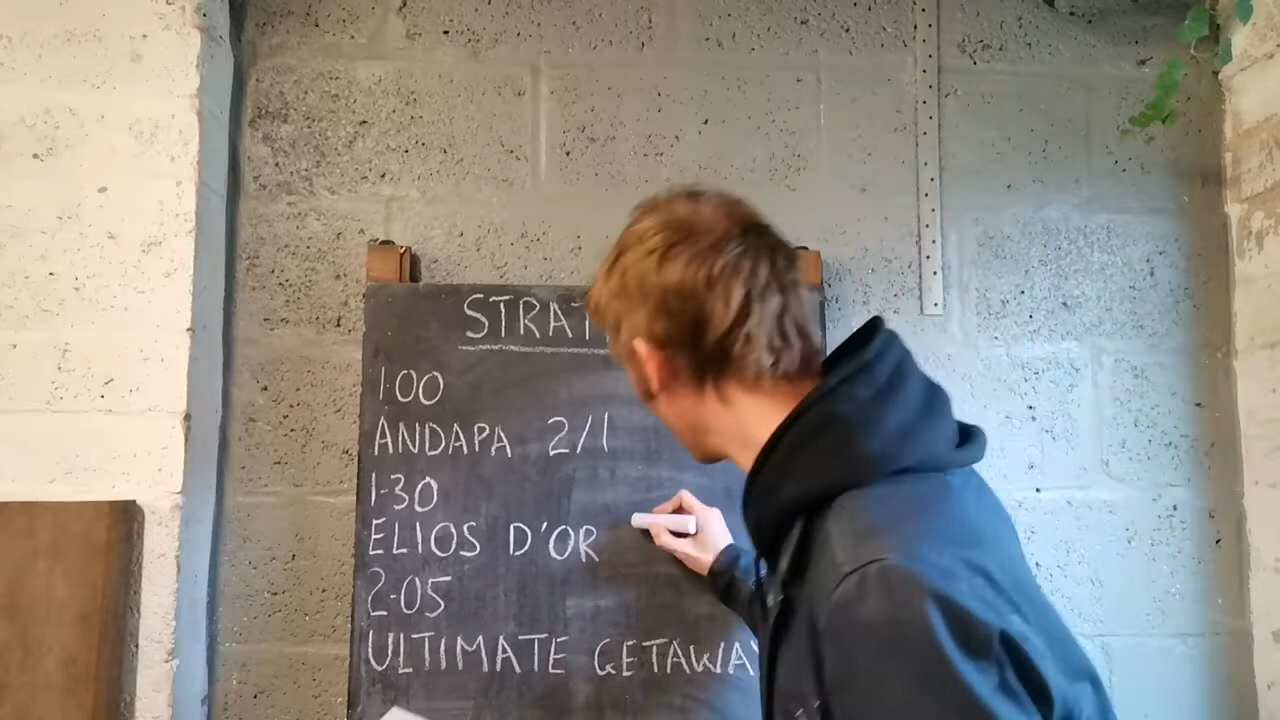 STRAT
1.00
ANDAPA 2/1
1-30
ELIOS D'OR
2-05
ULTIMATE GETAWAY